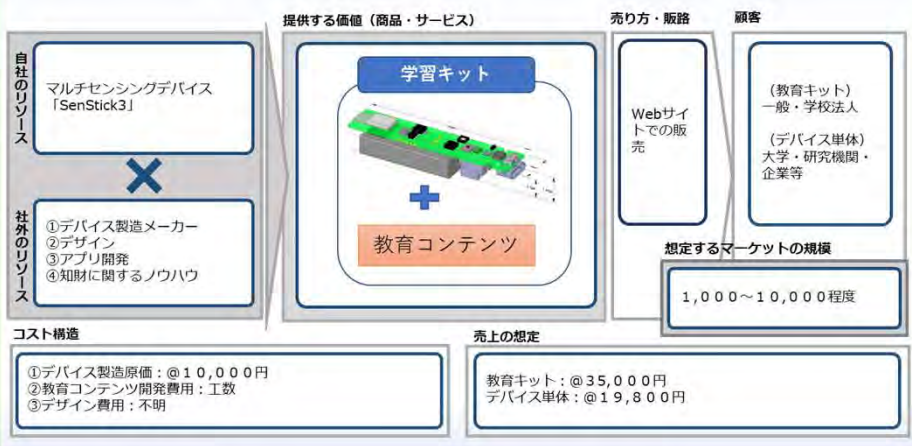 自社のリソース
マルチセンシングデバイス
「SenStick3」
社外のリソース
①デバイス製造メーカー
②デザイン
③アプリ開発
④知財に関するノウハウ
提供する価値（商品・サービス）
学習キット
教育コンテンツ
売り方・販路
Webサイ
トでの販
売
顧客
（教育キット）
一般・学校法人
（デバイス単体）
大学・研究機関・
企業等
想定するマーケットの規模
１,０００～１０,０００程度
コスト構造
①デバイス製造原価：@１０,０００円
②教育コンテンツ開発費用：工数
③デザイン費用：不明
売上の想定
教育キット：@３５,０００円
デバイス単体：@１９,８００円